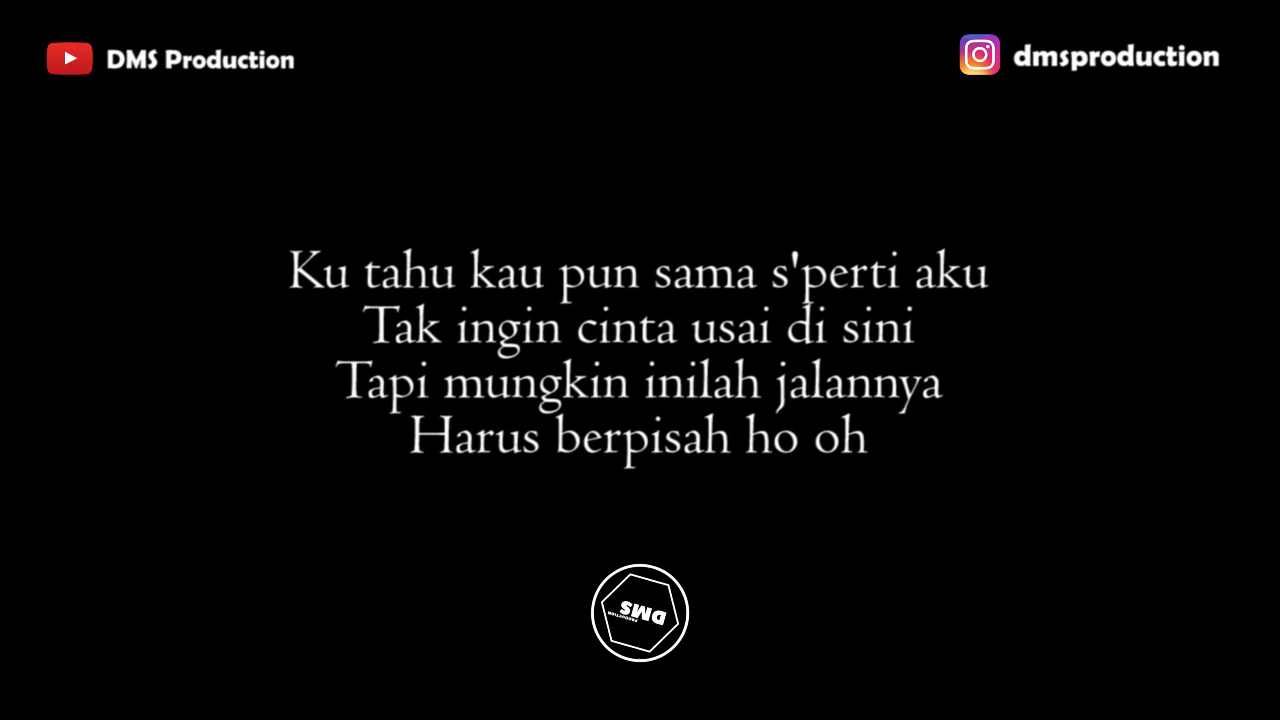 DMS Production
dmsproduction
Ku tahu kau pun sama s'perti aku
Tak ingin cinta usai di sini
Tapi mungkin inilah jalannya
Harus berpisah ho oh
DMS
PRODUCTION